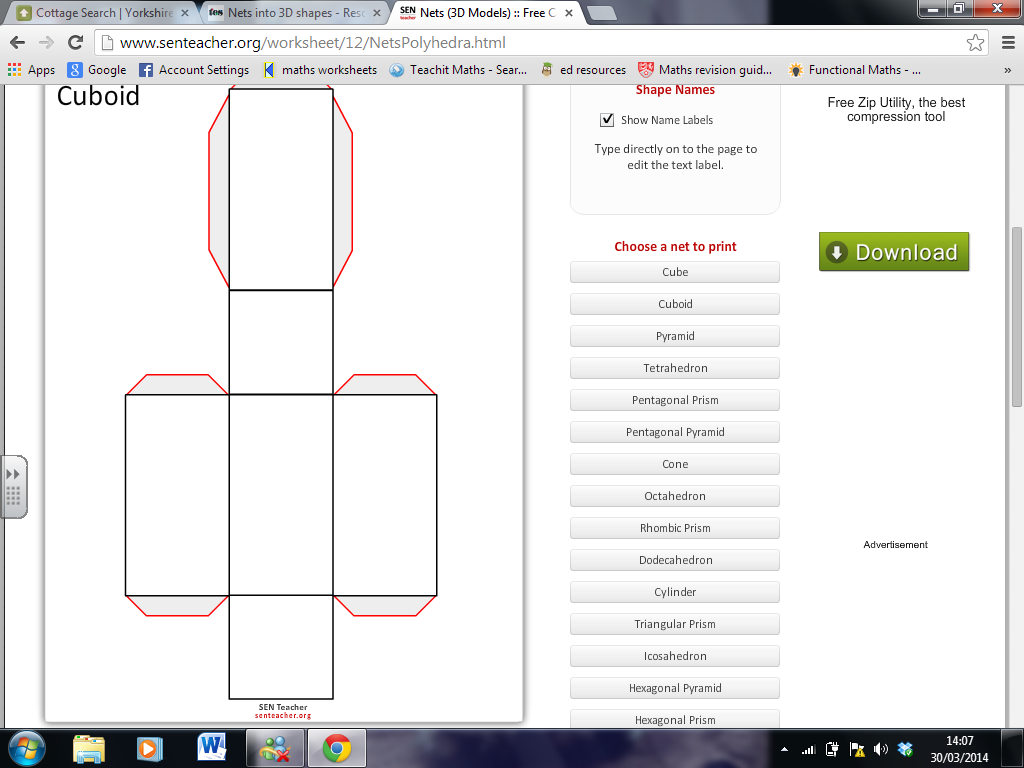 Cottage Search | Yorkshire
tes
Nets into 3D shapes - Reso
SEN
teacher
Nets (3D Models) :: Free C
www.senteacher.org/worksheet/12/NetsPolyhedra.html
Apps
Google
Account Settings
maths worksheets
Teachit Maths - Sear...
ed resources
Maths revision guid...
Functional Maths - ...
»
Cuboid
Shape Names
Show Name Labels
Type directly on to the page to
edit the text label.
Free Zip Utility, the best
compression tool
Download
Choose a net to print
Cube
Cuboid
Pyramid
Tetrahedron
Pentagonal Prism
Pentagonal Pyramid
Cone
Octahedron
Rhombic Prism
Dodecahedron
Cylinder
Triangular Prism
Icosahedron
Hexagonal Pyramid
Hexagonal Prism
Advertisement
SEN Teacher
senteacher.org
14:07
30/03/2014